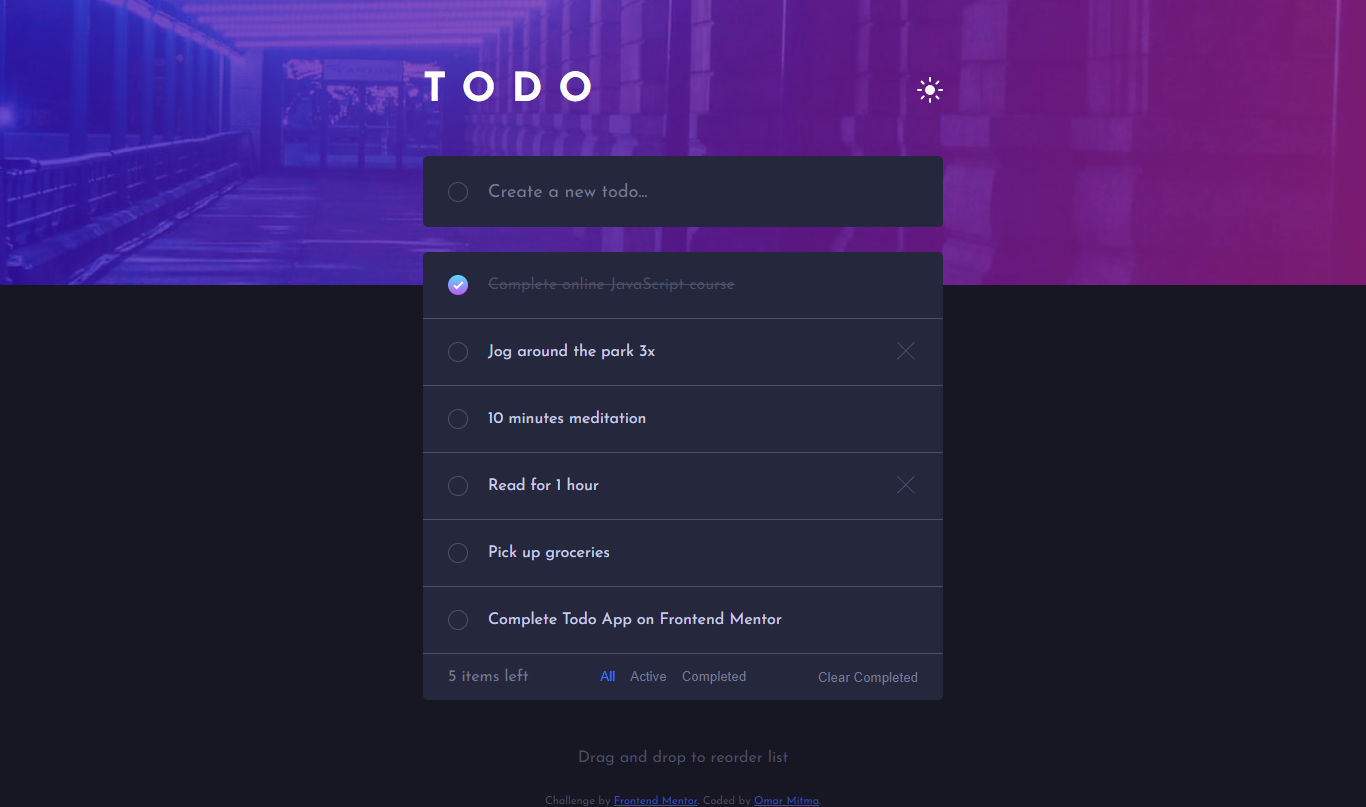 TODO
Create a new todo...
Complete online JavaScript course
Jog around the park 3x
10 minutes meditation
Read for 1 hour
Pick up groceries
Complete Todo App on Frontend Mentor
5 items left All Active Completed Clear Completed
Drag and drop to reorder list
Challenge by Frontend Mentor. Coded by Omar Mitma.